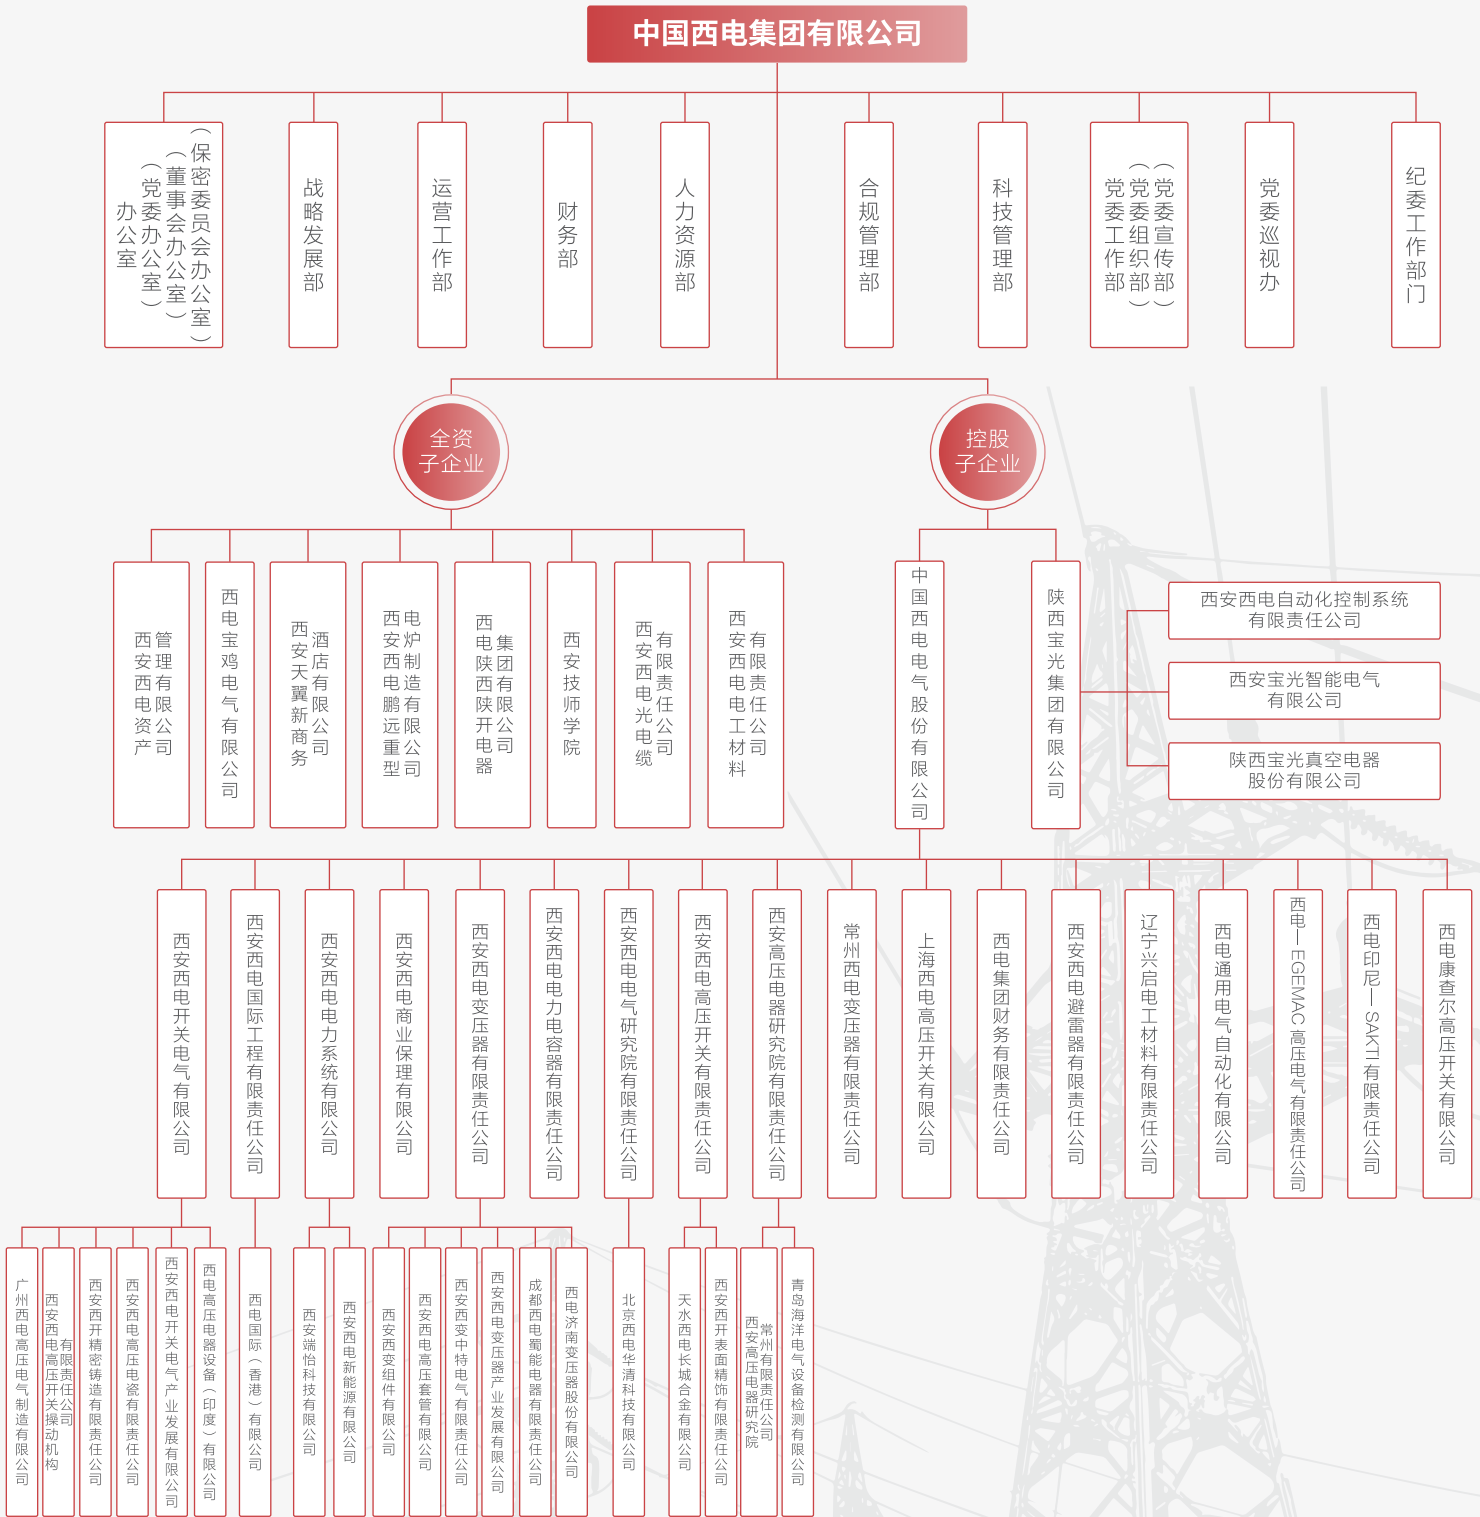 中国西电集团有限公司
办公室
（党委办公室）
（董事会办公室）
（保密委员会办公室）
战略发展部
运营工作部
财务部
人力资源部
合规管理部
科技管理部
党委工作部
（党委组织部）
（党委宣传部）
党委巡视办
纪委工作部门
全资
子企业
控股
子企业
西安西电资产
管理有限公司
西电宝鸡电气有限公司
西安天翼新商务
酒店有限公司
西安西电鹏远重型
电炉制造有限公司
西电陕西陕开电器
集团有限公司
西安技师学院
西安西电光电缆
有限责任公司
西安西电电工材料
有限责任公司
中国西电电气股份有限公司
陕西宝光集团有限公司
西安西电自动化控制系统
有限责任公司
西安宝光智能电气
有限公司
陕西宝光真空电器
股份有限公司
西安西电开关电气有限公司
西安西电国际工程有限责任公司
西安西电电力系统有限公司
西安西电商业保理有限公司
西安西电变压器有限责任公司
西安西电电力电容器有限责任公司
西安西电电气研究院有限责任公司
西安西电高压开关有限责任公司
西安高压电器研究院有限责任公司
常州西电变压器有限责任公司
上海西电高压开关有限公司
西电集团财务有限责任公司
西安西电避雷器有限责任公司
辽宁兴启电工材料有限责任公司
西电通用电气自动化有限公司
西电—EGEMAC高压电气有限责任公司
西电印尼—SAKTI有限责任公司
西电康查尔高压开关有限公司
广州西电高压电气制造有限公司
西安西电高压开关操动机构
有限责任公司
西安西开精密铸造有限责任公司
西安西电高压电瓷有限责任公司
西安西电开关电气产业发展有限公司
西电高压电器设备（印度）有限公司
西电国际（香港）有限公司
西安端怡科技有限公司
西安西电新能源有限公司
西安西变组件有限公司
西安西电高压套管有限公司
西安西变中特电气有限责任公司
西安西电变压器产业发展有限公司
成都西电蜀能电器有限责任公司
西电济南变压器股份有限公司
北京西电华清科技有限公司
天水西电长城合金有限公司
西安西开表面精饰有限责任公司
西安高压电器研究院
常州有限责任公司
青岛海洋电气设备检测有限公司